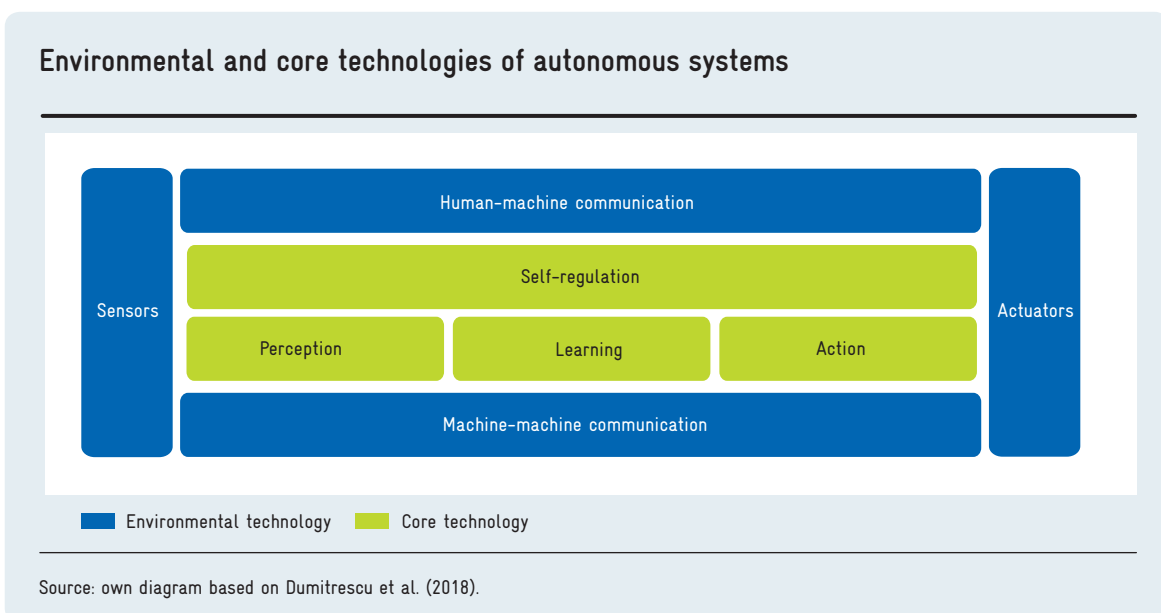 Environmental and core technologies of autonomous systems
Human-machine communication
Self-regulation
Sensors
Actuators
Perception
Learning
Action
Machine-machine communication
Environmental technology
Core technology
Source: own diagram based on Dumitrescu et al. (2018).